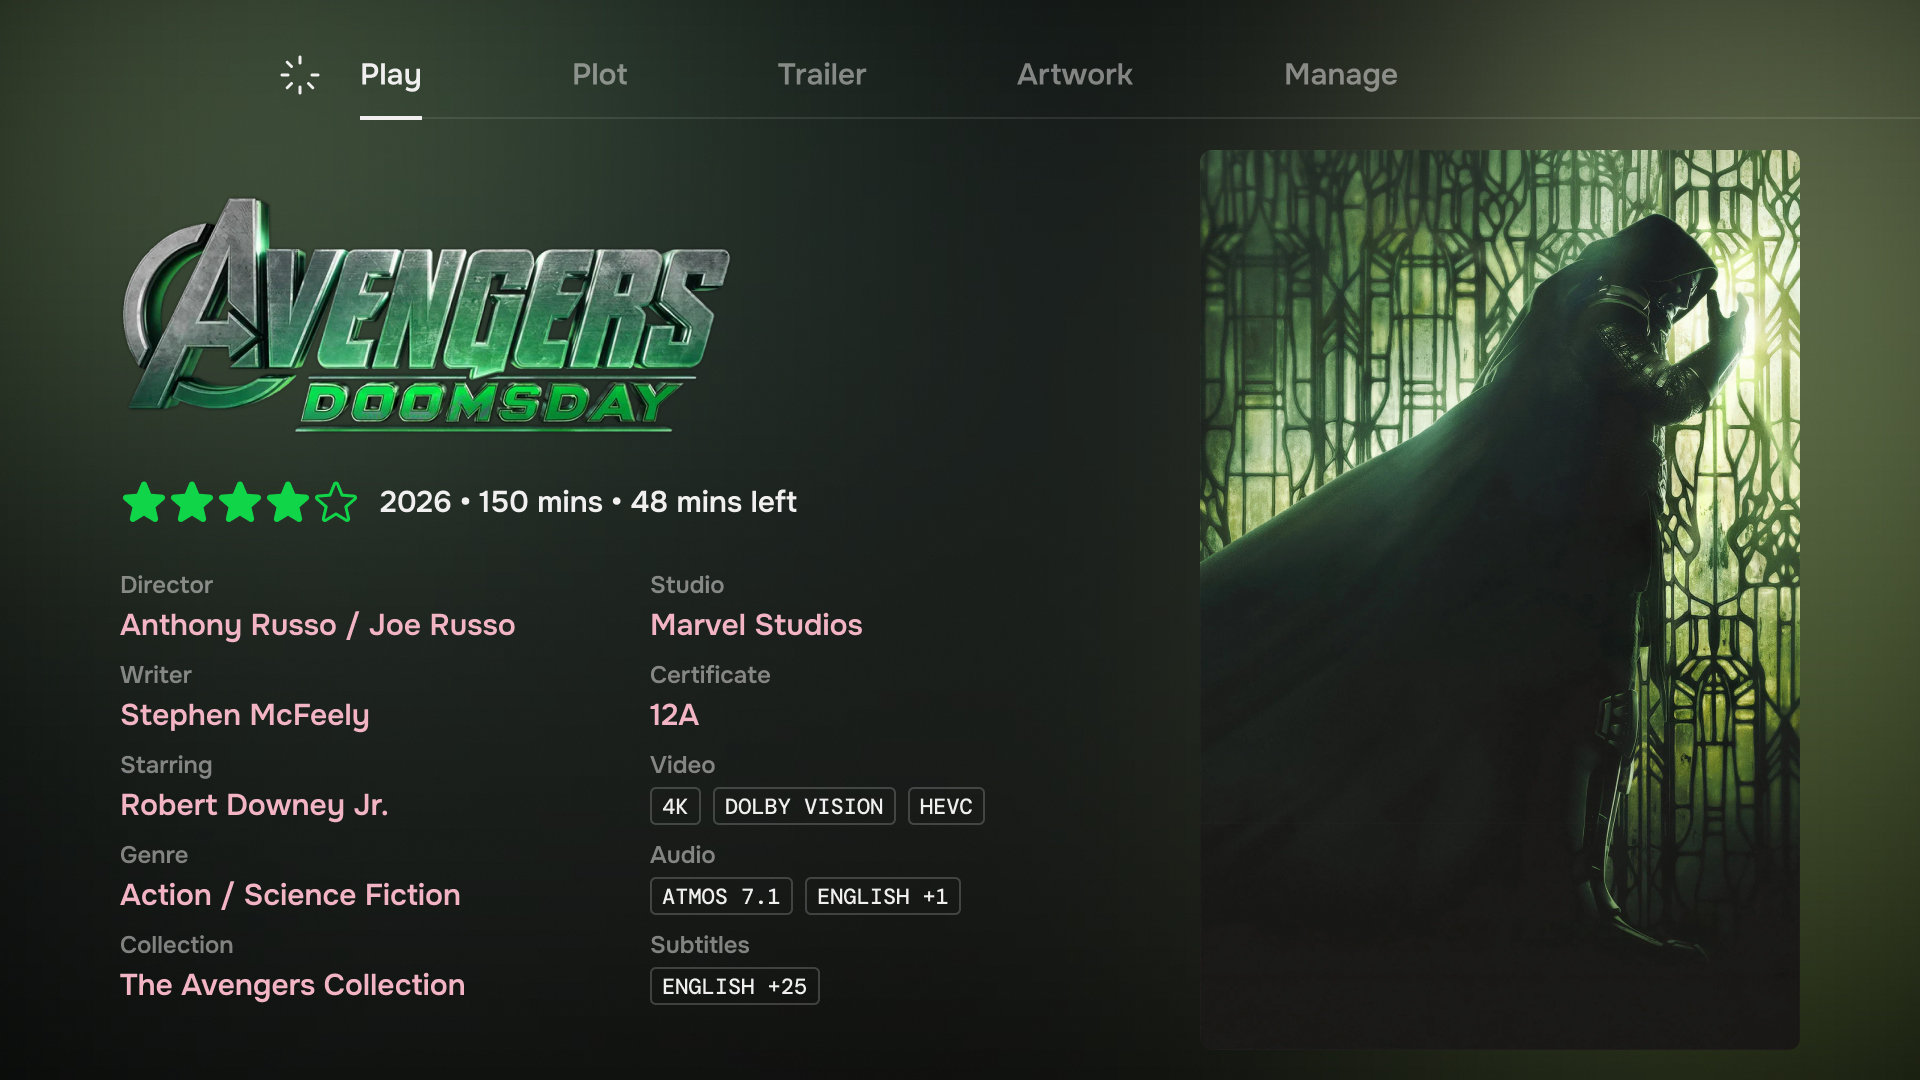 Play
Plot
Trailer
Artwork
Manage
AVENGERS
DOOMSDAY
2026 • 150 mins • 48 mins left
Director
Anthony Russo / Joe Russo
Writer
Stephen McFeely
Starring
Robert Downey Jr.
Genre
Action / Science Fiction
Collection
The Avengers Collection
Studio
Marvel Studios
Certificate
12A
Video
4K DOLBY VISION HEVC
Audio
ATMOS 7.1 ENGLISH +1
Subtitles
ENGLISH +25